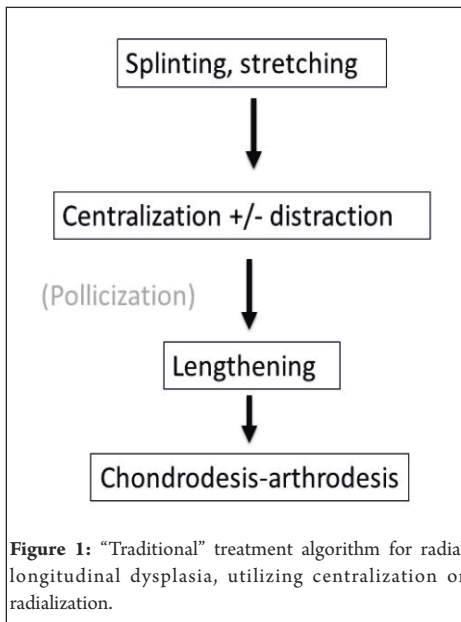 Splinting, stretching
Centralization +/- distraction
(Pollicization)
Lengthening
Chondrodesis-arthrodesis
Figure 1: “Traditional” treatment algorithm for radial
longitudinal dysplasia, utilizing centralization or
radialization.